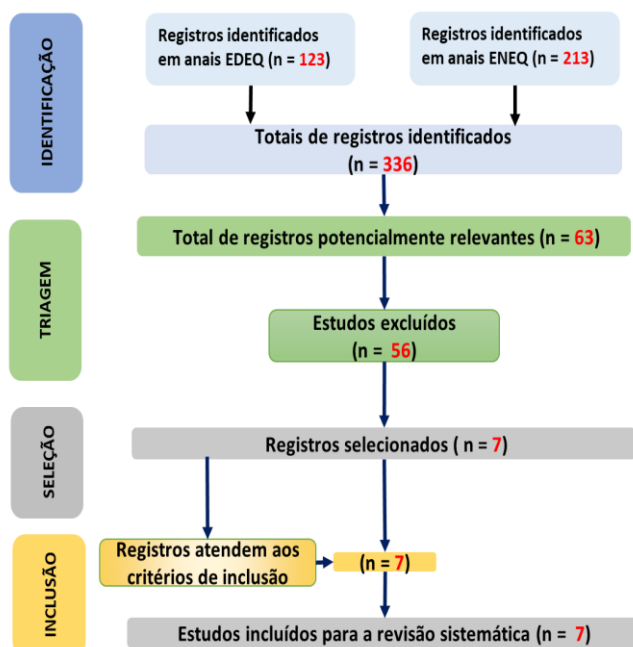 IDENTIFICAÇÃO
Registros identificados
em anais EDEQ (n = 123)
Registros identificados
em anais ENEQ (n = 213)
Totais de registros identificados
(n = 336)
TRIAGEM
Total de registros potencialmente relevantes (n = 63)
Estudos excluídos
(n = 56)
SELEÇÃO
Registros selecionados ( n = 7)
INCLUSÃO
Registros atendem aos
critérios de inclusão
(n = 7)
Estudos incluídos para a revisão sistemática (n = 7)